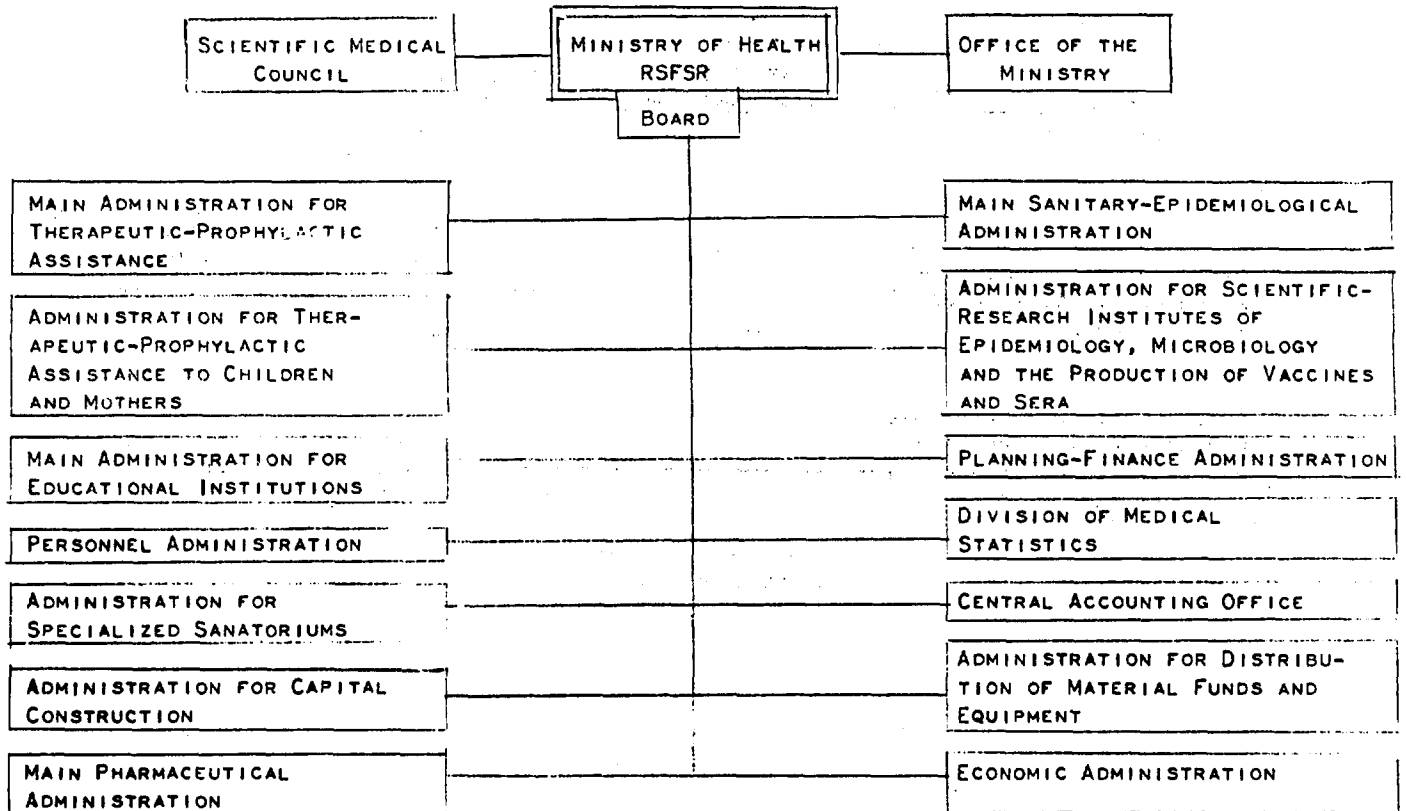 SCIENTIFIC MEDICAL
COUNCIL
MINISTRY OF HEALTH
RSFSR
OFFICE OF THE
MINISTRY
BOARD
MAIN ADMINISTRATION FOR
THERAPEUTIC-PROPHYLACTIC
ASSISTANCE
MAIN SANITARY-EPIDEMIOLOGICAL
ADMINISTRATION
ADMINISTRATION FOR THER-
APEUTIC-PROPHYLACTIC
ASSISTANCE TO CHILDREN
AND MOTHERS
ADMINISTRATION FOR SCIENTIFIC-
RESEARCH INSTITUTES OF
EPIDEMIOLOGY, MICROBIOLOGY
AND THE PRODUCTION OF VACCINES
AND SERA
MAIN ADMINISTRATION FOR
EDUCATIONAL INSTITUTIONS
PLANNING-FINANCE ADMINISTRATION
PERSONNEL ADMINISTRATION
DIVISION OF MEDICAL
STATISTICS
ADMINISTRATION FOR
SPECIALIZED SANATORIUMS
CENTRAL ACCOUNTING OFFICE
ADMINISTRATION FOR CAPITAL
CONSTRUCTION
ADMINISTRATION FOR DISTRIBU-
TION OF MATERIAL FUNDS AND
EQUIPMENT
MAIN PHARMACEUTICAL
ADMINISTRATION
ECONOMIC ADMINISTRATION